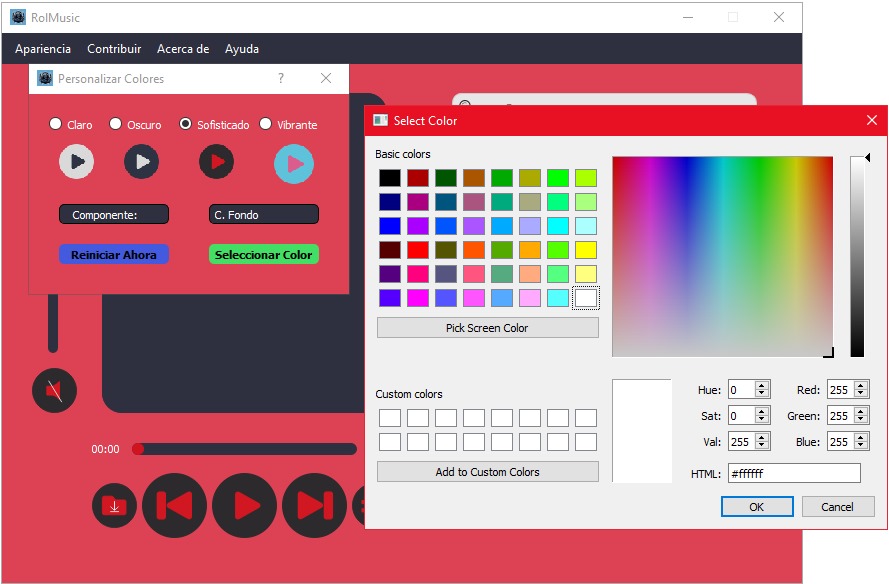 RolMusic
Apariencia Contribuir Acerca de Ayuda
Personalizar Colores ?
Claro Oscuro Sofisticado Vibrante
Componente: C. Fondo
Reiniciar Ahora Seleccionar Color
00:00
Select Color
Basic colors
Pick Screen Color
Custom colors
Add to Custom Colors
Hue: 0 Red: 255
Sat: 0 Green: 255
Val: 255 Blue: 255
HTML: #ffffff
OK Cancel